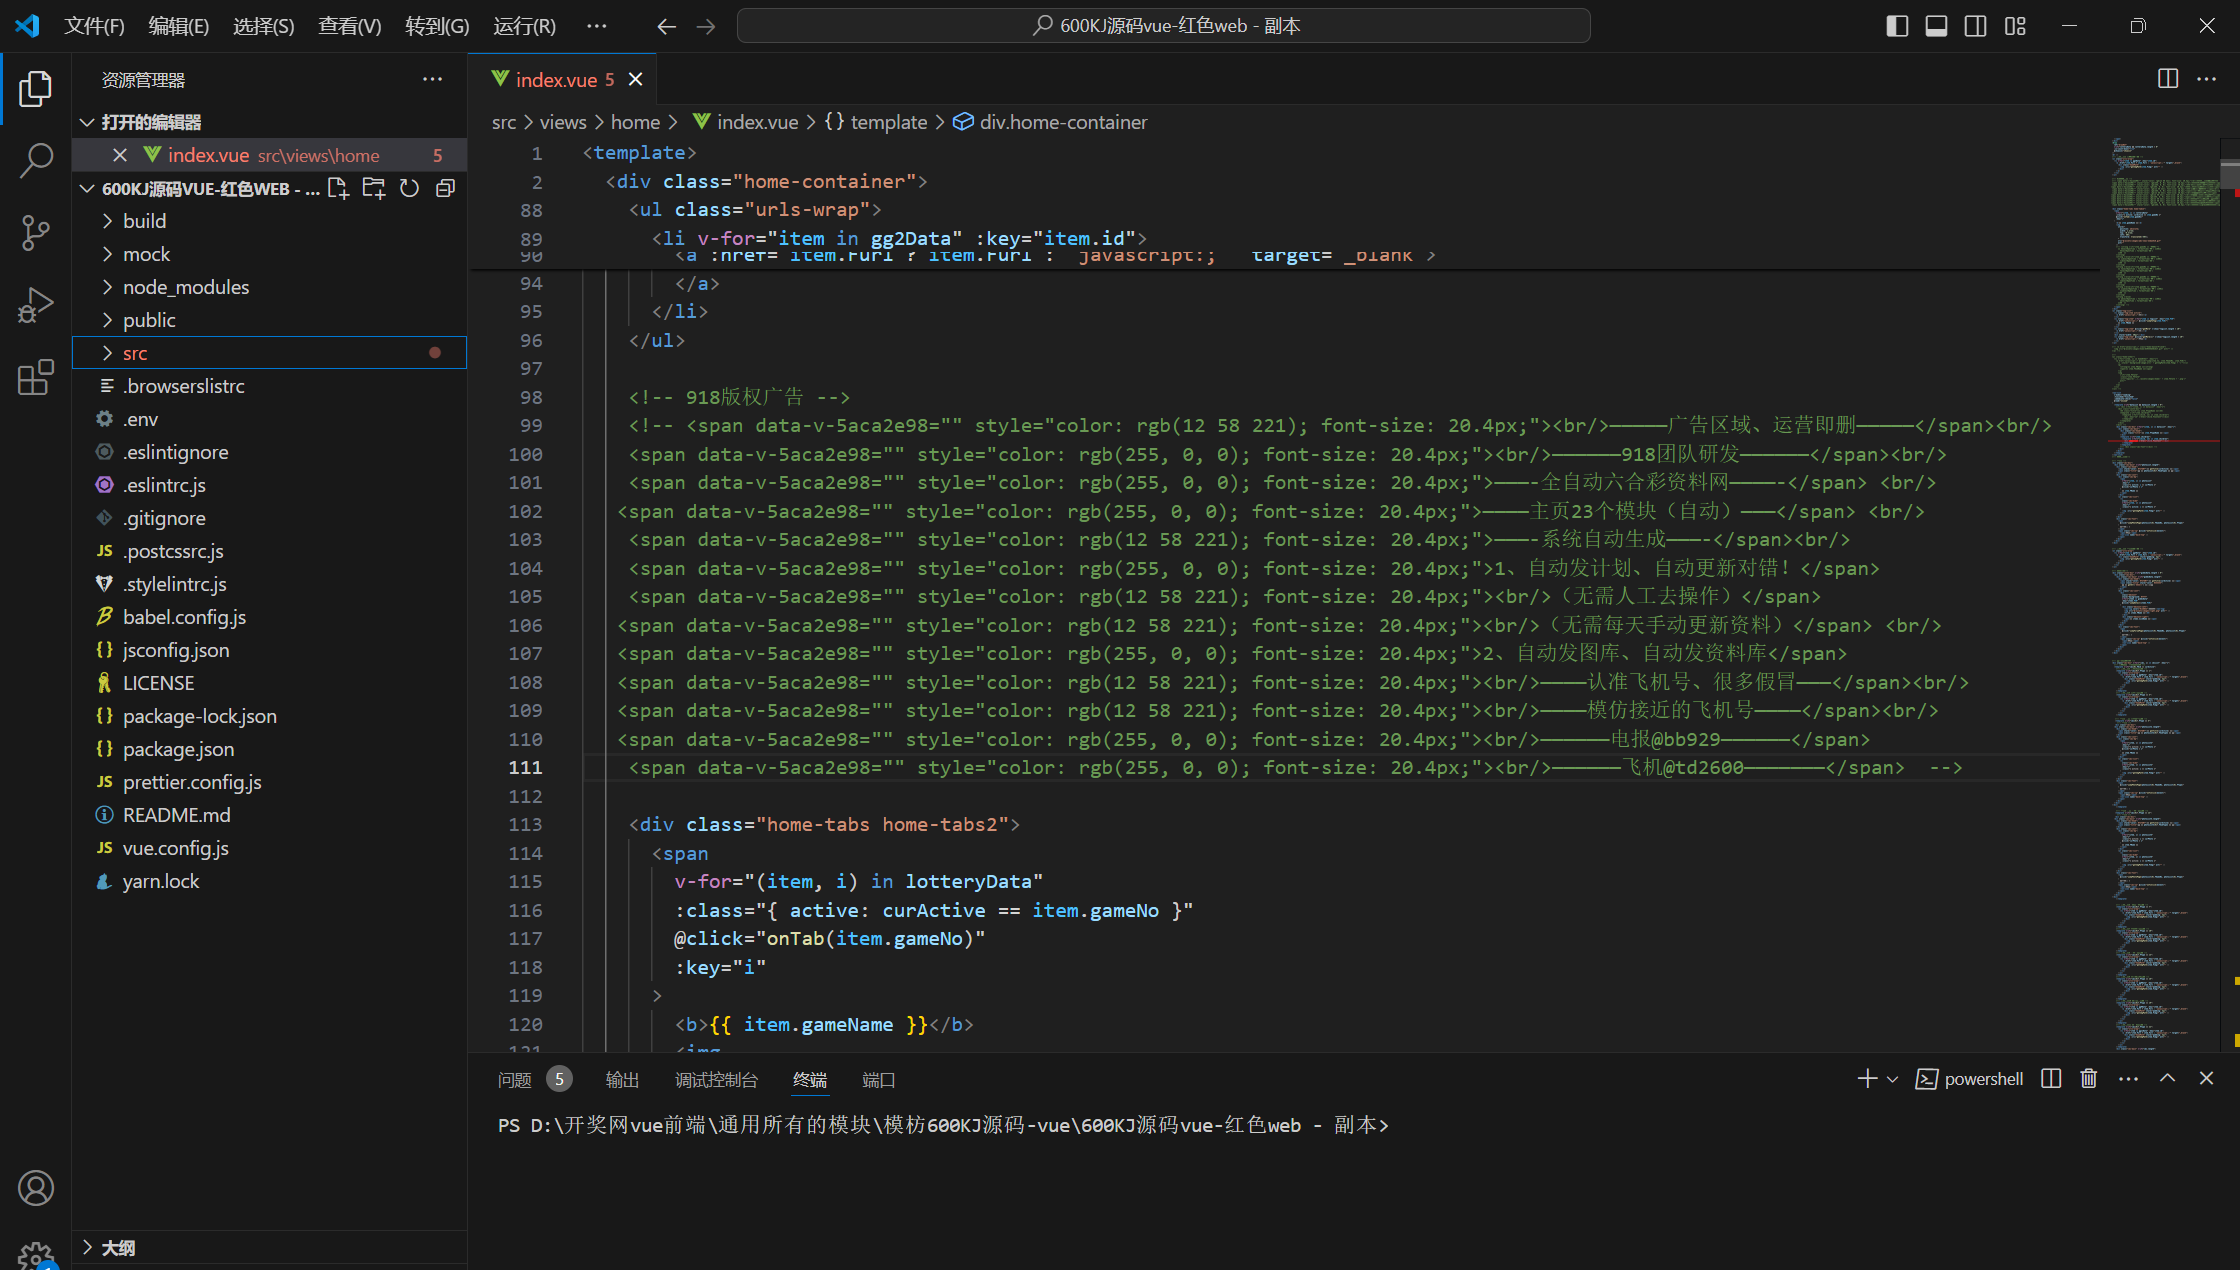 文件(F) 编辑(E) 选择(S) 查看(V) 转到(G) 运行(R) ··· 600KJ源码vue-红色web - 副本
资源管理器
打开的编辑器
index.vue src\views\home 5
600KJ源码VUE-红色WEB - ...
build
mock
node_modules
public
src
.browserslistrc
.env
.eslintignore
.eslintrc.js
.gitignore
.postcssrc.js
.stylelintrc.js
babel.config.js
jsconfig.json
LICENSE
package-lock.json
package.json
prettier.config.js
README.md
vue.config.js
yarn.lock
大纲
index.vue 5
src > views > home > index.vue > {} template > div.home-container
1 <template>
2 <div class="home-container">
88 <ul class="urls-wrap">
89 <li v-for="item in gg2Data" :key="item.id">
90 <a :href="item.Furl ? item.Furl : 'javascript:;'" target="_blank">
94 </a>
95 </li>
96 </ul>
97
98 <!-- 918版权广告 -->
99 <!-- <span data-v-5aca2e98="" style="color: rgb(12 58 221); font-size: 20.4px;"><br/>—————广告区域、运营即删—————</span><br/>
100 <span data-v-5aca2e98="" style="color: rgb(255, 0, 0); font-size: 20.4px;"><br/>——————918团队研发——————</span><br/>
101 <span data-v-5aca2e98="" style="color: rgb(255, 0, 0); font-size: 20.4px;">———-全自动六合彩资料网————-</span> <br/>
102 <span data-v-5aca2e98="" style="color: rgb(255, 0, 0); font-size: 20.4px;">————主页23个模块（自动）———</span> <br/>
103 <span data-v-5aca2e98="" style="color: rgb(12 58 221); font-size: 20.4px;">———-系统自动生成———-</span><br/>
104 <span data-v-5aca2e98="" style="color: rgb(255, 0, 0); font-size: 20.4px;">1、自动发计划、自动更新对错！</span>
105 <span data-v-5aca2e98="" style="color: rgb(12 58 221); font-size: 20.4px;"><br/>（无需人工去操作）</span>
106 <span data-v-5aca2e98="" style="color: rgb(12 58 221); font-size: 20.4px;"><br/>（无需每天手动更新资料）</span> <br/>
107 <span data-v-5aca2e98="" style="color: rgb(255, 0, 0); font-size: 20.4px;">2、自动发图库、自动发资料库</span>
108 <span data-v-5aca2e98="" style="color: rgb(12 58 221); font-size: 20.4px;"><br/>————认准飞机号、很多假冒———</span><br/>
109 <span data-v-5aca2e98="" style="color: rgb(12 58 221); font-size: 20.4px;"><br/>————模仿接近的飞机号————</span><br/>
110 <span data-v-5aca2e98="" style="color: rgb(255, 0, 0); font-size: 20.4px;"><br/>——————电报@bb929——————</span>
111 <span data-v-5aca2e98="" style="color: rgb(255, 0, 0); font-size: 20.4px;"><br/>——————飞机@td2600———————</span> -->
112
113 <div class="home-tabs home-tabs2">
114 <span
115 v-for="(item, i) in lotteryData"
116 :class="{ active: curActive == item.gameNo }"
117 @click="onTab(item.gameNo)"
118 :key="i"
119 >
120 <b>{{ item.gameName }}</b>
121 <img
问题 5 输出 调试控制台 终端 端口 powershell
PS D:\开奖网vue前端\通用所有的模块\模枋600KJ源码-vue\600KJ源码vue-红色web - 副本>